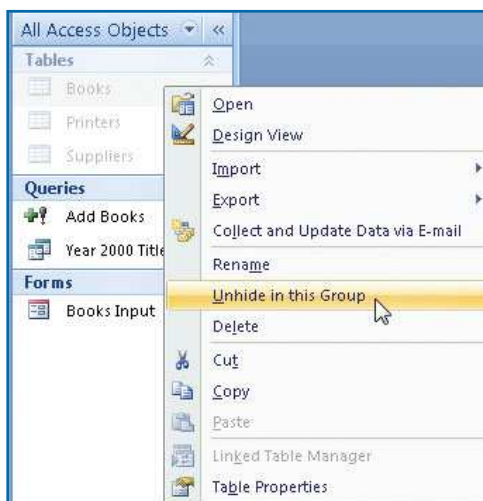 All Access Objects
Tables
Books
Printers
Suppliers
Queries
Add Books
Year 2000 Title
Forms
Books Input
Open
Design View
Import
Export
Collect and Update Data via E-mail
Rename
Unhide in this Group
Delete
Cut
Copy
Paste
Linked Table Manager
Table Properties